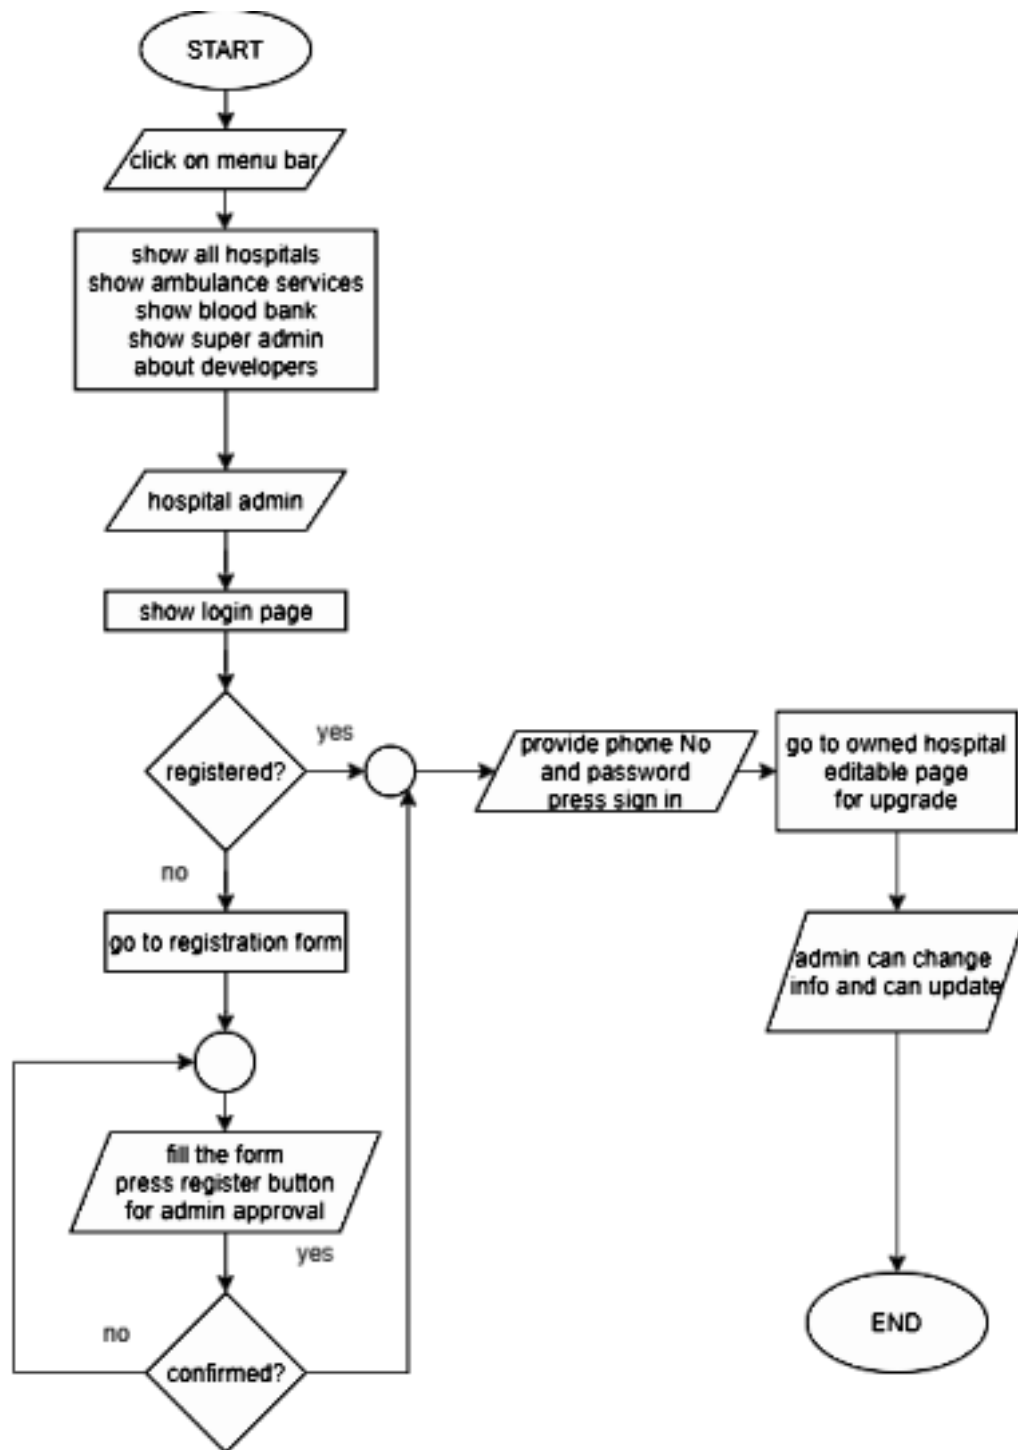 START
click on menu bar
show all hospitals
show ambulance services
show blood bank
show super admin
about developers
hospital admin
show login page
registered?
yes
provide phone No
and password
press sign in
go to owned hospital
editable page
for upgrade
no
go to registration form
admin can change
info and can update
fill the form
press register button
for admin approval
yes
no
confirmed?
END